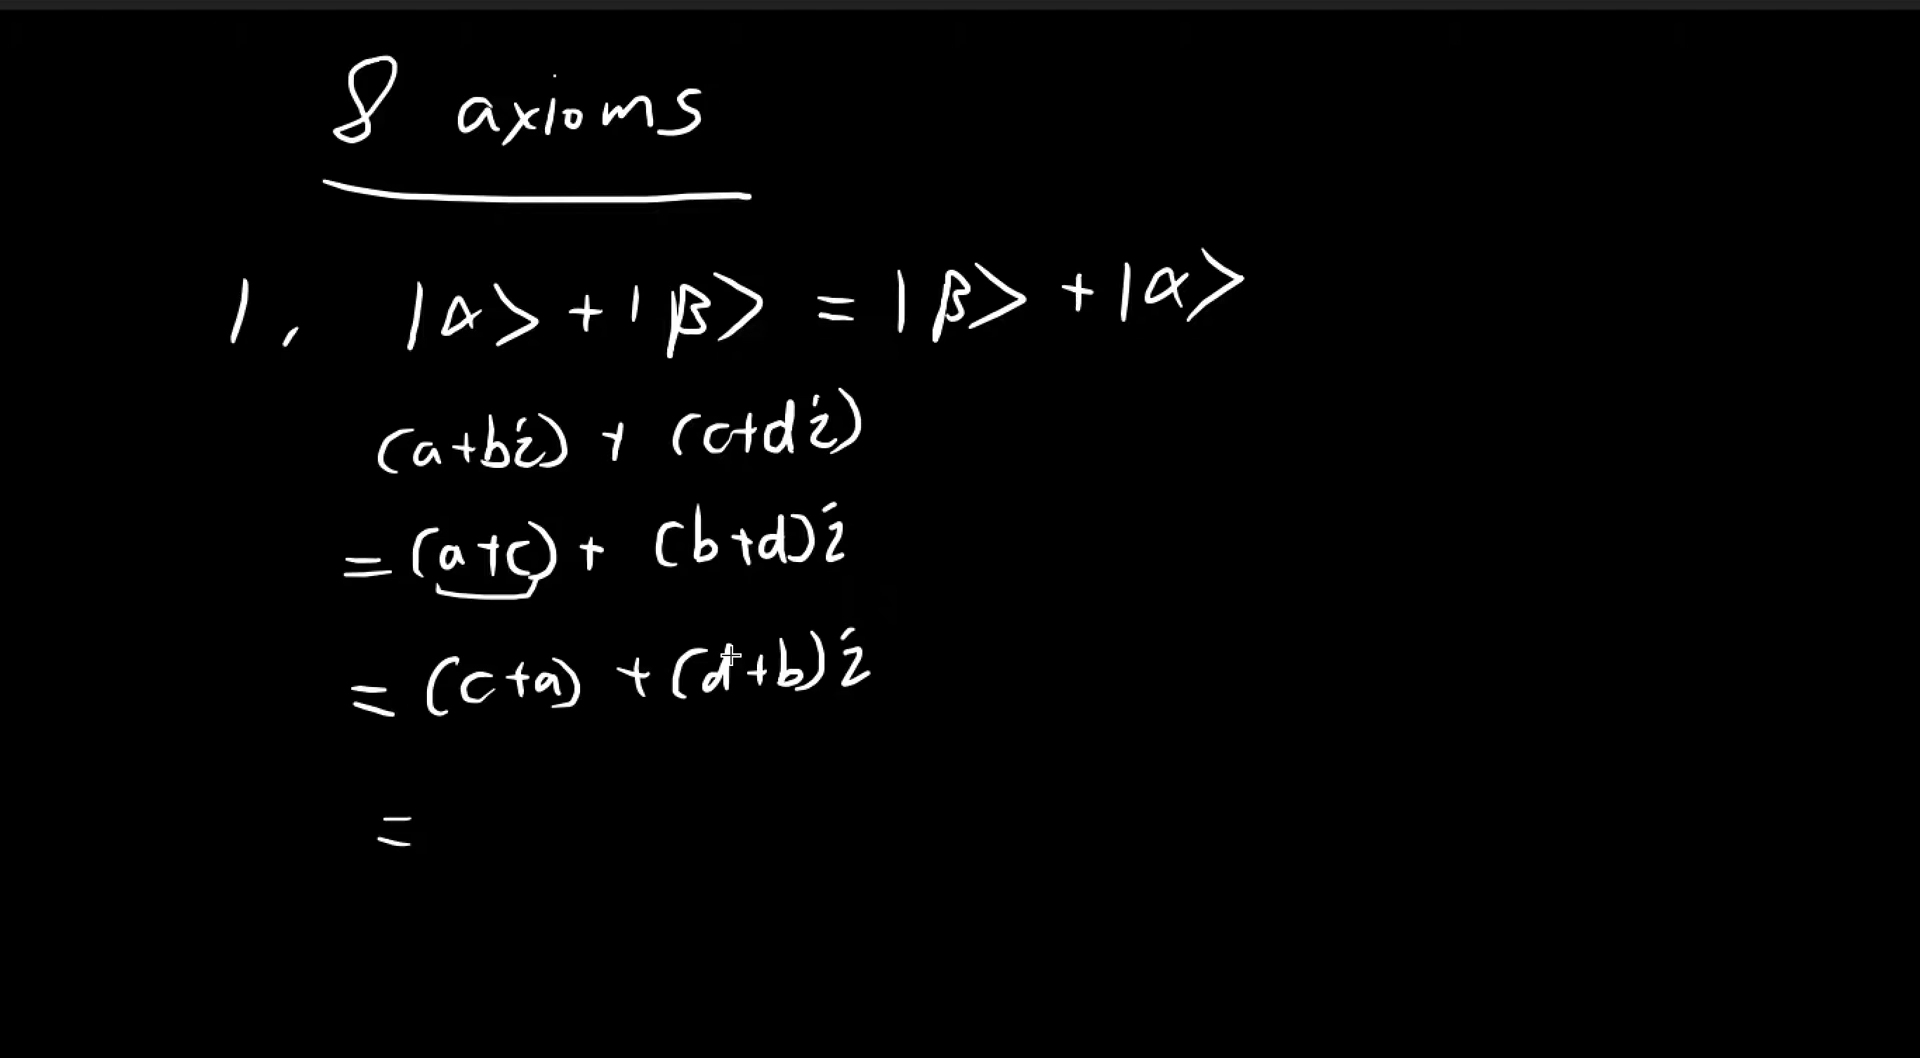 8 axioms
1, |α> + |β> = |β> + |α>
(a+bi) + (c+di)
= (a+c) + (b+d)i
= (c+a) + (d+b)i
=